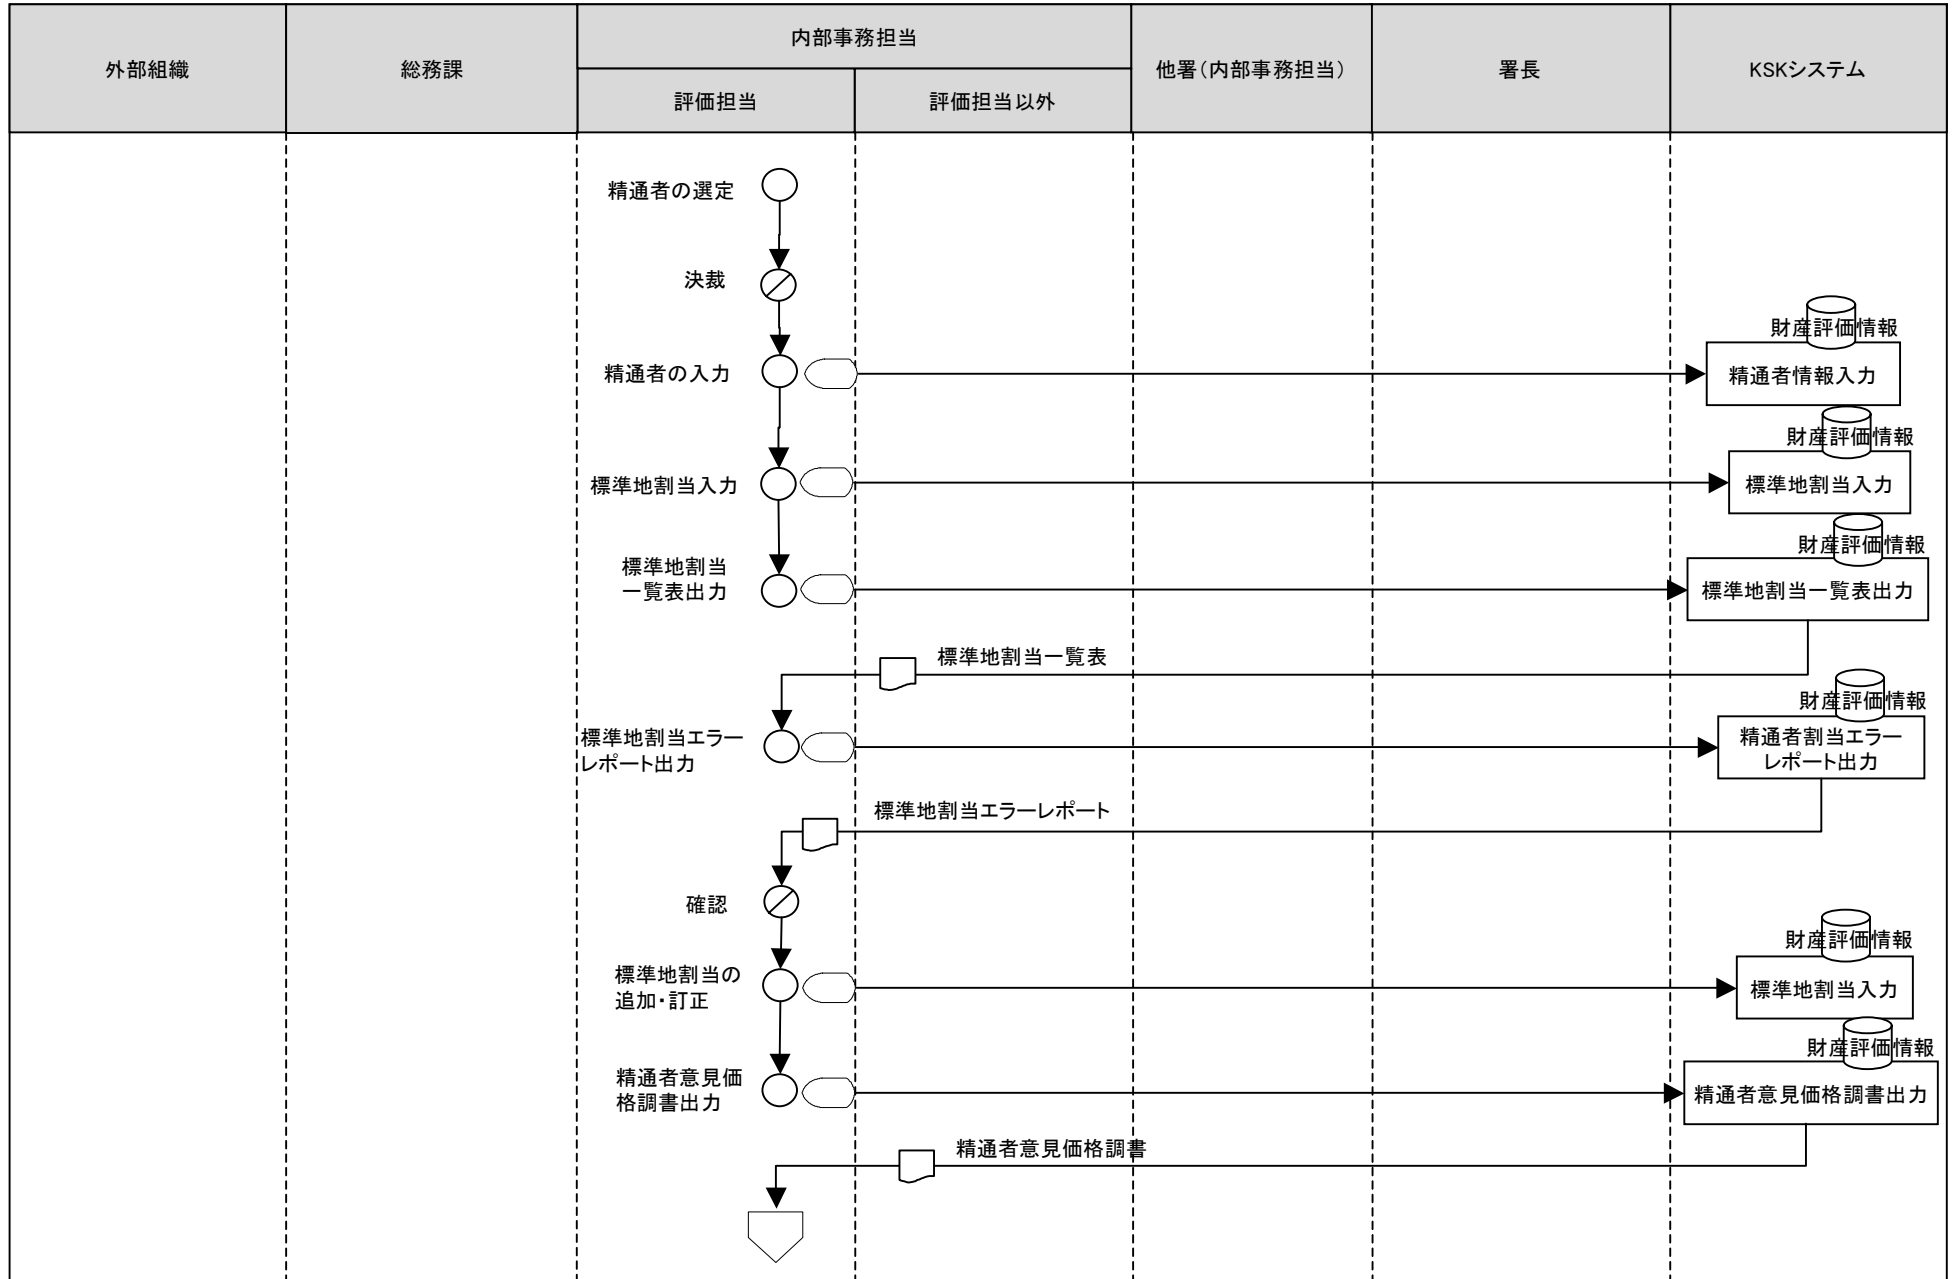 外部組織
総務課
内部事務担当
評価担当
評価担当以外
他署(内部事務担当)
署長
KSKシステム
精通者の選定
決裁
財産評価情報
精通者の入力
精通者情報入力
財産評価情報
標準地割当入力
標準地割当入力
財産評価情報
標準地割当
一覧表出力
標準地割当一覧表出力
標準地割当一覧表
財産評価情報
標準地割当エラー
レポート出力
精通者割当エラー
レポート出力
標準地割当エラーレポート
確認
財産評価情報
標準地割当の
追加・訂正
標準地割当入力
財産評価情報
精通者意見価
格調書出力
精通者意見価格調書出力
精通者意見価格調書